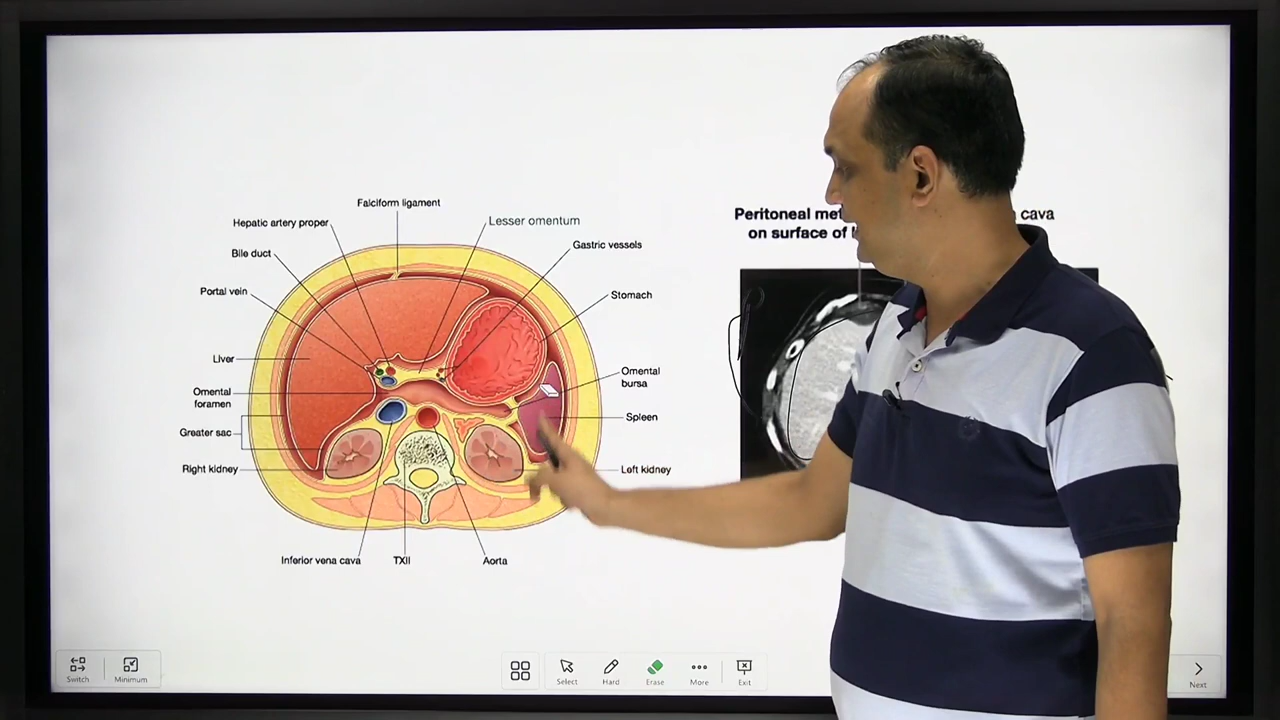 Falciform ligament
Hepatic artery proper
Lesser omentum
Bile duct
Gastric vessels
Portal vein
Stomach
Liver
Omental
bursa
Omental
foramen
Spleen
Greater sac
Right kidney
Left kidney
Inferior vena cava
TXII
Aorta
Peritoneal
cava
on surface of
Switch
Minimum
Select
Hard
Erase
More
Exit
Next